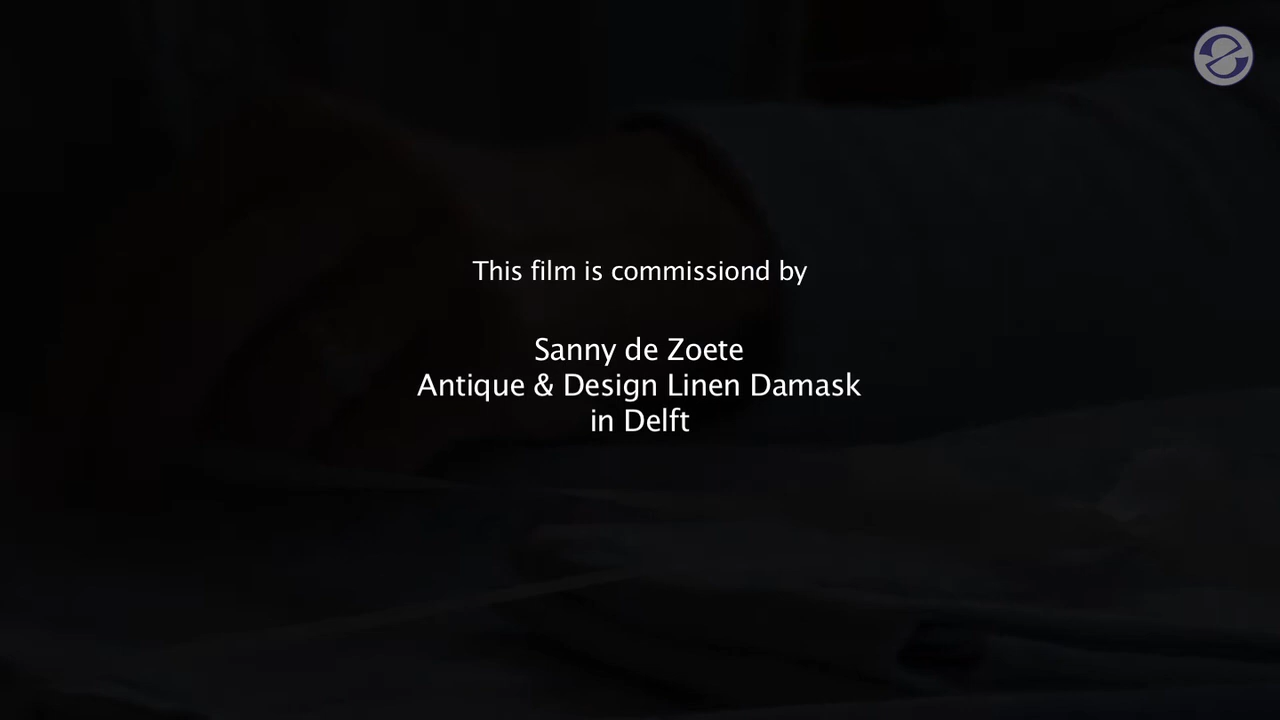 This film is commissiond by
Sanny de Zoete
Antique & Design Linen Damask
in Delft